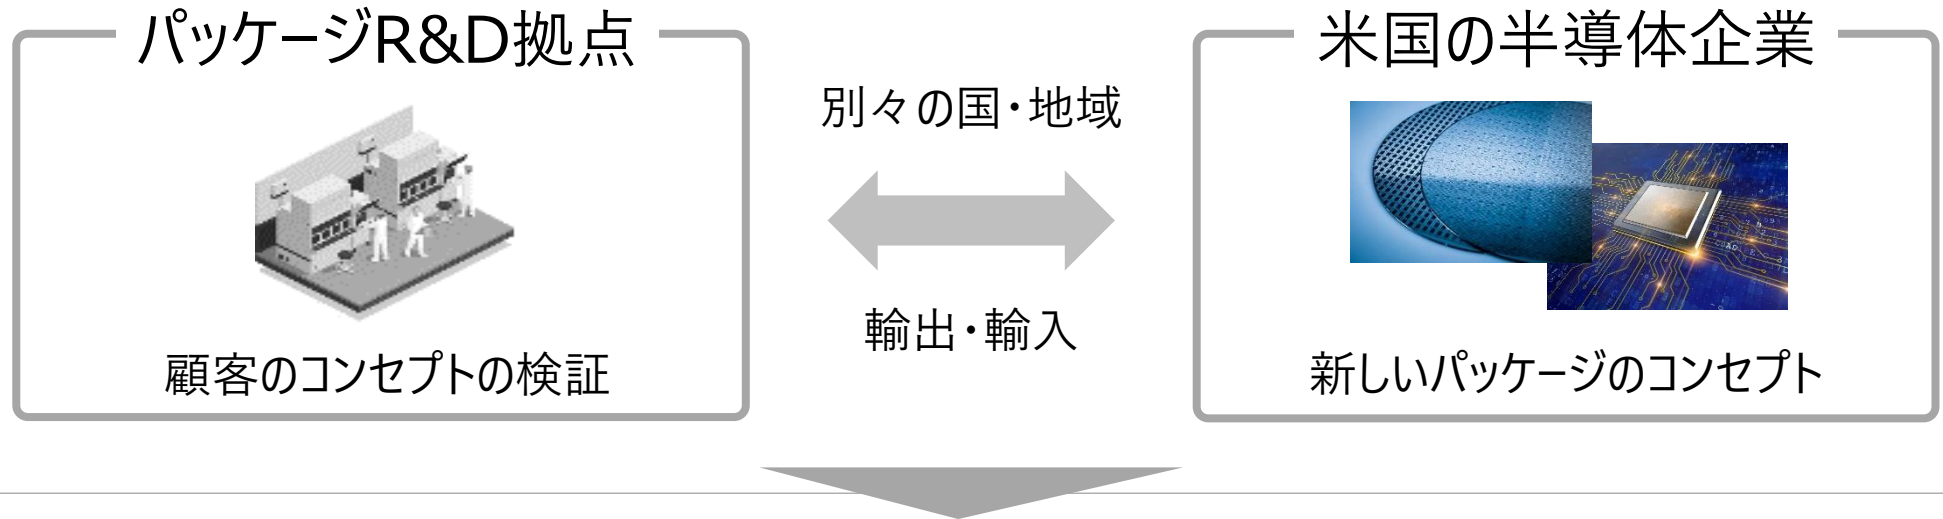 パッケージR&D拠点
顧客のコンセプトの検証
別々の国・地域
輸出・輸入
米国の半導体企業
新しいパッケージのコンセプト